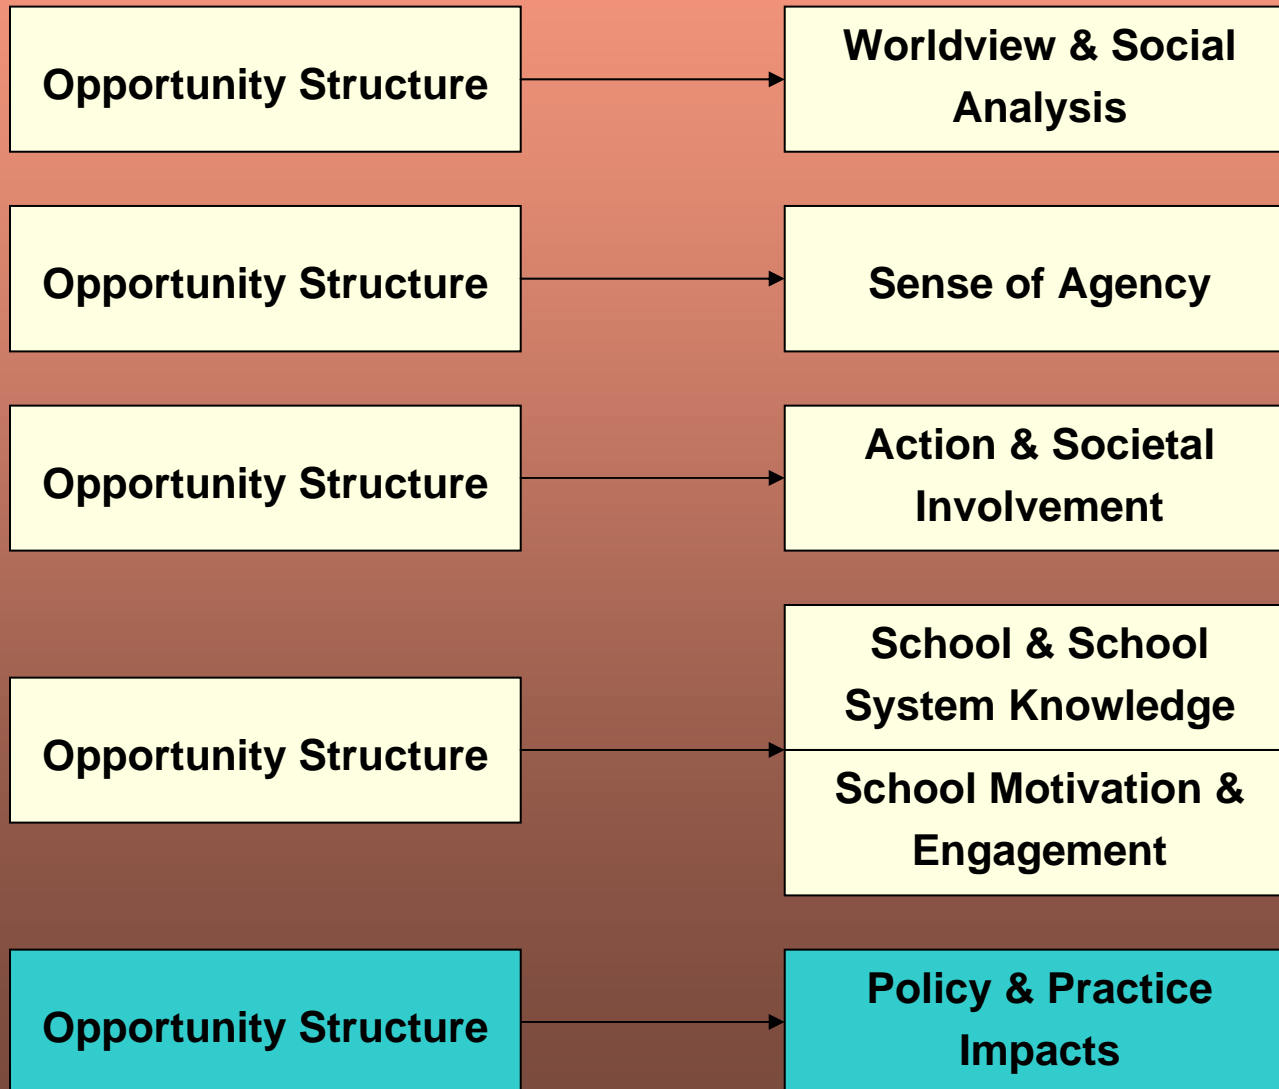 Opportunity Structure
Worldview & Social
Analysis
Opportunity Structure
Sense of Agency
Opportunity Structure
Action & Societal
Involvement
Opportunity Structure
School & School
System Knowledge
School Motivation &
Engagement
Opportunity Structure
Policy & Practice
Impacts